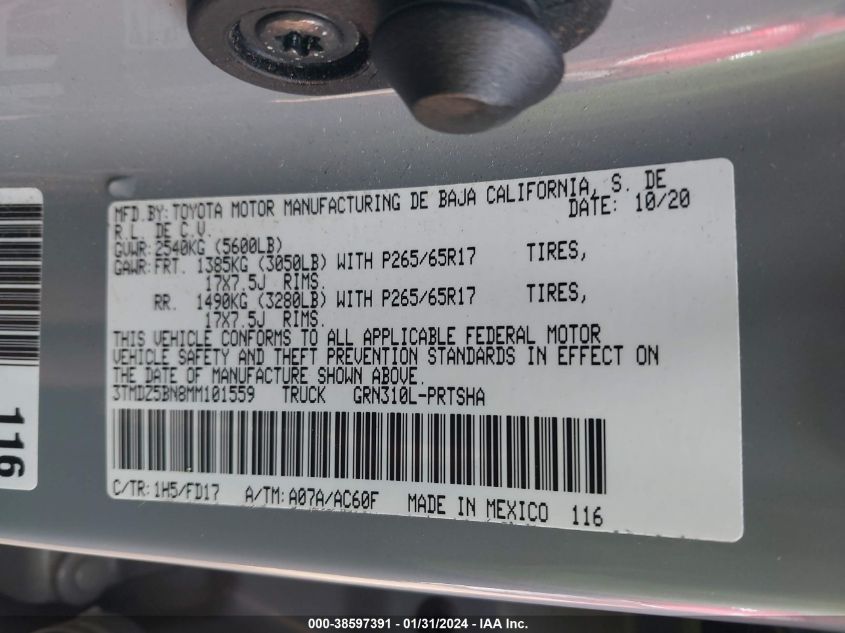 MFD.BY:TOYOTA MOTOR MANUFACTURING DE BAJA CALIFORNIA, S. DE
R.L. DE C.V. DATE: 10/20
GVWR:2540KG (5600LB)
GAWR:FRT. 1385KG (3050LB) WITH P265/65R17 TIRES,
17X7.5J RIMS.
RR. 1490KG (3280LB) WITH P265/65R17 TIRES,
17X7.5J RIMS.
THIS VEHICLE CONFORMS TO ALL APPLICABLE FEDERAL MOTOR
VEHICLE SAFETY AND THEFT PREVENTION STANDARDS IN EFFECT ON
THE DATE OF MANUFACTURE SHOWN ABOVE.
3TMDZ5BN8MM101559 TRUCK GRN310L-PRTSHA
C/TR:1H5/FD17 A/TM:A07A/AC60F MADE IN MEXICO 116
116
000-38597391 - 01/31/2024 - IAA Inc.